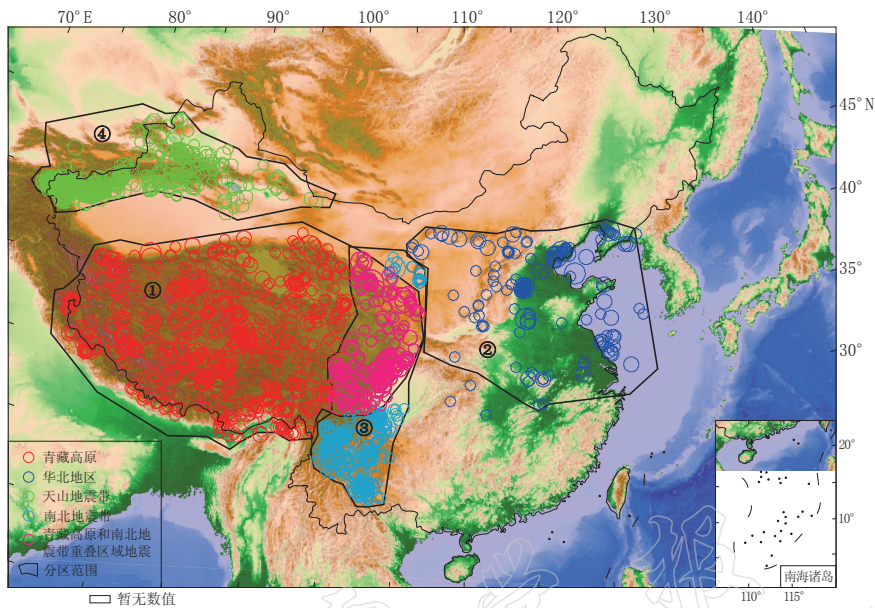 70° E
80°
90°
100°
110°
120°
130°
140°
45°N
40°
35°
30°
20°
10°
④
①
②
③
青藏高原
华北地区
天山地震带
南北地震带
青藏高原和南北地
震带重叠区域地震
分区范围
暂无数值
南海诸岛
110°
115°